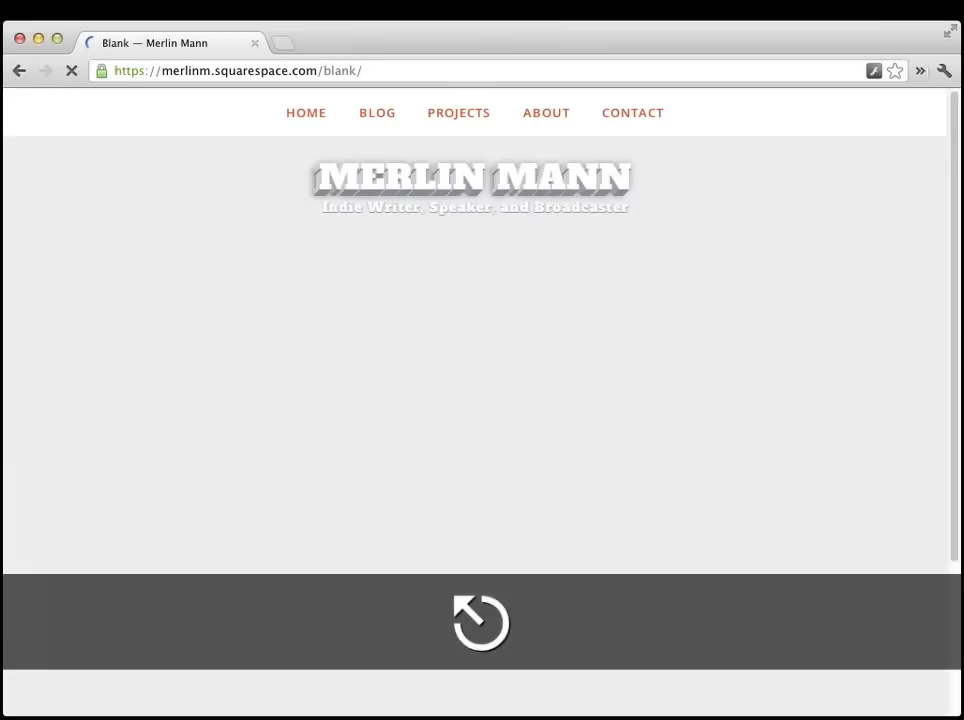 Blank — Merlin Mann
https://merlinm.squarespace.com/blank/
HOME BLOG PROJECTS ABOUT CONTACT
MERLIN MANN
Indie Writer, Speaker, and Broadcaster